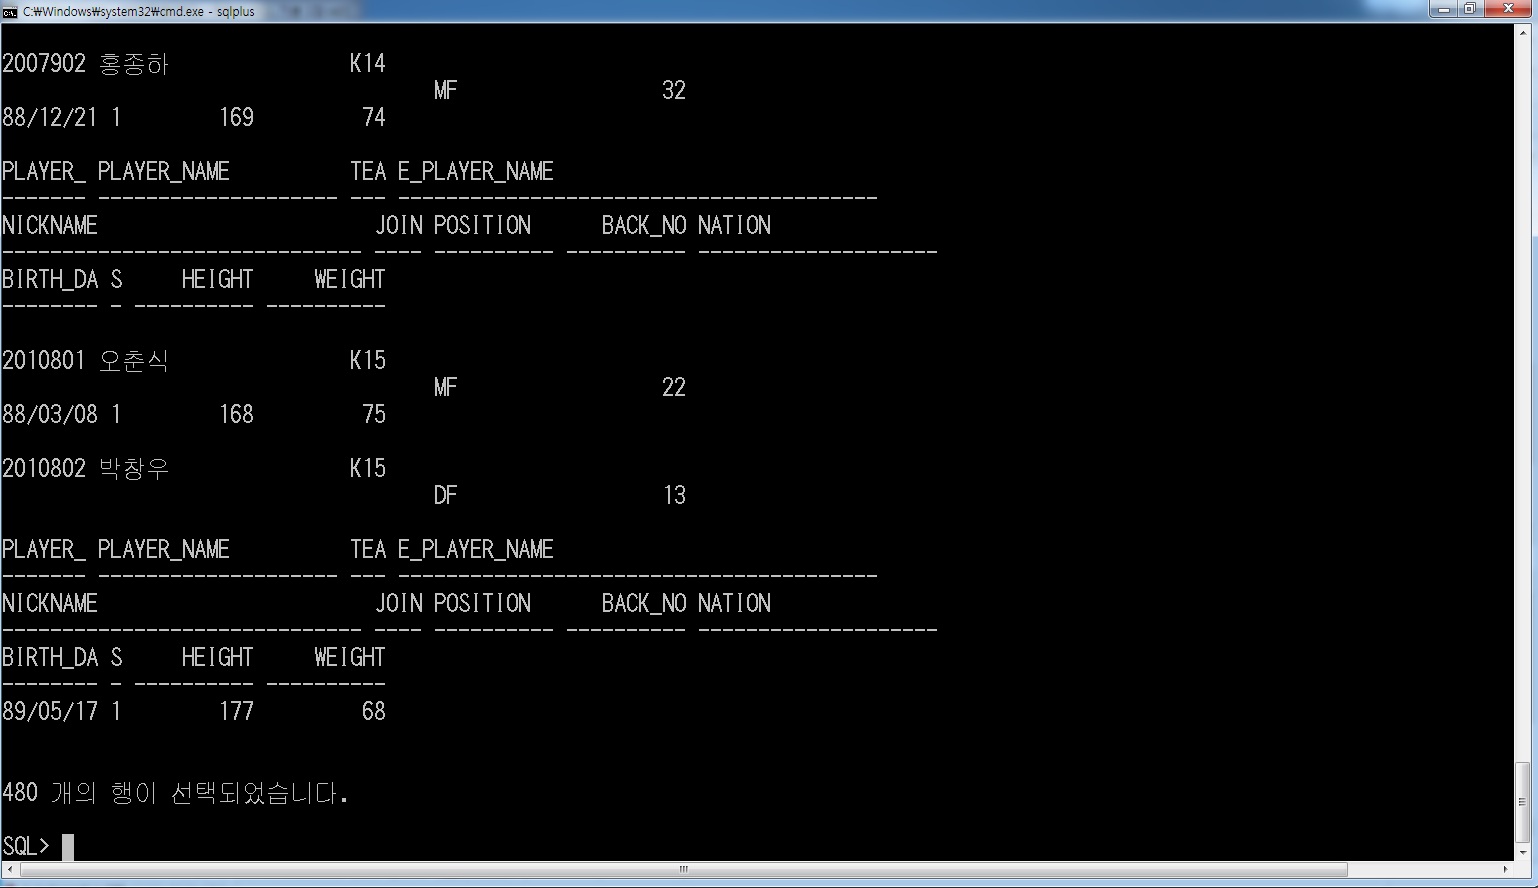 C:₩Windows₩system32₩cmd.exe - sqlplus
2007902 홍종하               K14
                                    MF                 32
88/12/21 1        169         74
PLAYER_ PLAYER_NAME          TEA E_PLAYER_NAME
------- -------------------- --- ----------------------------------------
NICKNAME                       JOIN POSITION      BACK_NO NATION
------------------------------ ---- ---------- ---------- --------------------
BIRTH_DA S     HEIGHT     WEIGHT
-------- - ---------- ----------
2010801 오춘식               K15
                                    MF                 22
88/03/08 1        168         75
2010802 박창우               K15
                                    DF                 13
PLAYER_ PLAYER_NAME          TEA E_PLAYER_NAME
------- -------------------- --- ----------------------------------------
NICKNAME                       JOIN POSITION      BACK_NO NATION
------------------------------ ---- ---------- ---------- --------------------
BIRTH_DA S     HEIGHT     WEIGHT
-------- - ---------- ----------
89/05/17 1        177         68
480 개의 행이 선택되었습니다.
SQL>